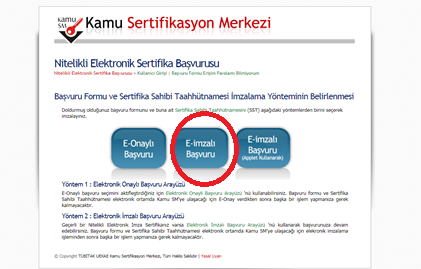 KAMU SM
Kamu Sertifikasyon Merkezi
Nitelikli Elektronik Sertifika Başvurusu
Nitelikli Elektronik Sertifika Başvurusu » Kullanıcı Girişi | Başvuru Formu Erişim Parolamı Bilmiyorum
Başvuru Formu ve Sertifika Sahibi Taahhütnamesi İmzalama Yönteminin Belirlenmesi
Doldurmuş olduğunuz başvuru formunu ve buna ait Sertifika Sahibi Taahhütnamesini (SST) aşağıdaki yöntemlerden birini seçerek
imzalayınız.
E-Onaylı
Başvuru
E-imzalı
Başvuru
E-imzalı
Başvuru
(Applet Kullanarak)
Yöntem 1 : Elektronik Onaylı Başvuru Arayüzü
E-Onaylı başvuru seçimini aktifleştirdiğiniz için Elektronik Onaylı Başvuru Arayüzü 'nü kullanabilirsiniz. Başvuru formu ve Sertifika
Sahibi Taahhütnamesi elektronik ortamda Kamu SM'ye ulaşacağı için E-Onay verdikten sonra başka bir işlem yapmanıza gerek
kalmayacaktır.
Yöntem 2 : Elektronik İmzalı Başvuru Arayüzü
Geçerli bir Nitelikli Elektronik İmza Sertifikanız varsa Elektronik İmzalı Başvuru Arayüzü 'nü kullanarak başvurunuza devam
edebilirsiniz. Başvuru formu ve Sertifika Sahibi Taahhütnamesi elektronik ortamda Kamu SM'ye ulaşacağı için elekronik imzalama
işleminden sonra başka bir işlem yapmanıza gerek kalmayacaktır.
© Copyright TÜBİTAK UEKAE Kamu Sertifikasyon Merkezi, Tüm Hakkı Saklıdır | Yasal Uyarı